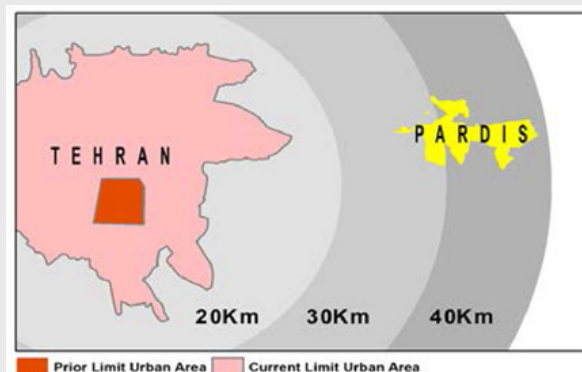 PARDIS
TEHRAN
20Km 30Km 40Km
Prior Limit Urban Area Current Limit Urban Area